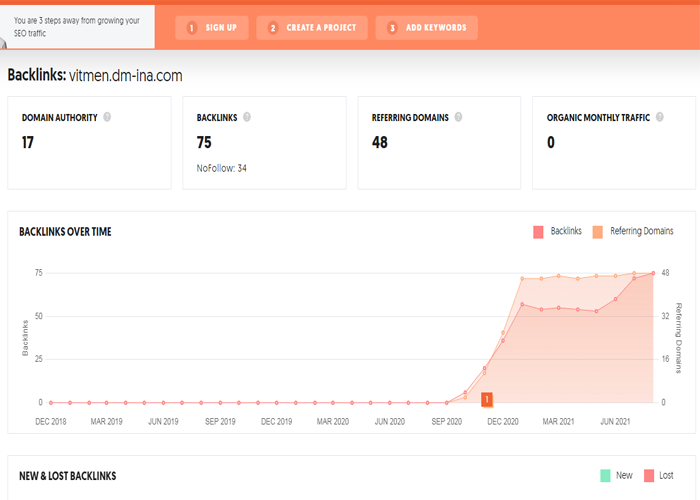 You are 3 steps away from growing your
SEO traffic
1 SIGN UP
2 CREATE A PROJECT
3 ADD KEYWORDS
Backlinks: vitmen.dm-ina.com
DOMAIN AUTHORITY ?
17
BACKLINKS ?
75
NoFollow: 34
REFERRING DOMAINS ?
48
ORGANIC MONTHLY TRAFFIC ?
0
BACKLINKS OVER TIME
Backlinks Referring Domains
75 48
50 32
25 16
0 0
Backlinks
Referring Domains
1
DEC 2018 MAR 2019 JUN 2019 SEP 2019 DEC 2019 MAR 2020 JUN 2020 SEP 2020 DEC 2020 MAR 2021 JUN 2021
NEW & LOST BACKLINKS
New Lost